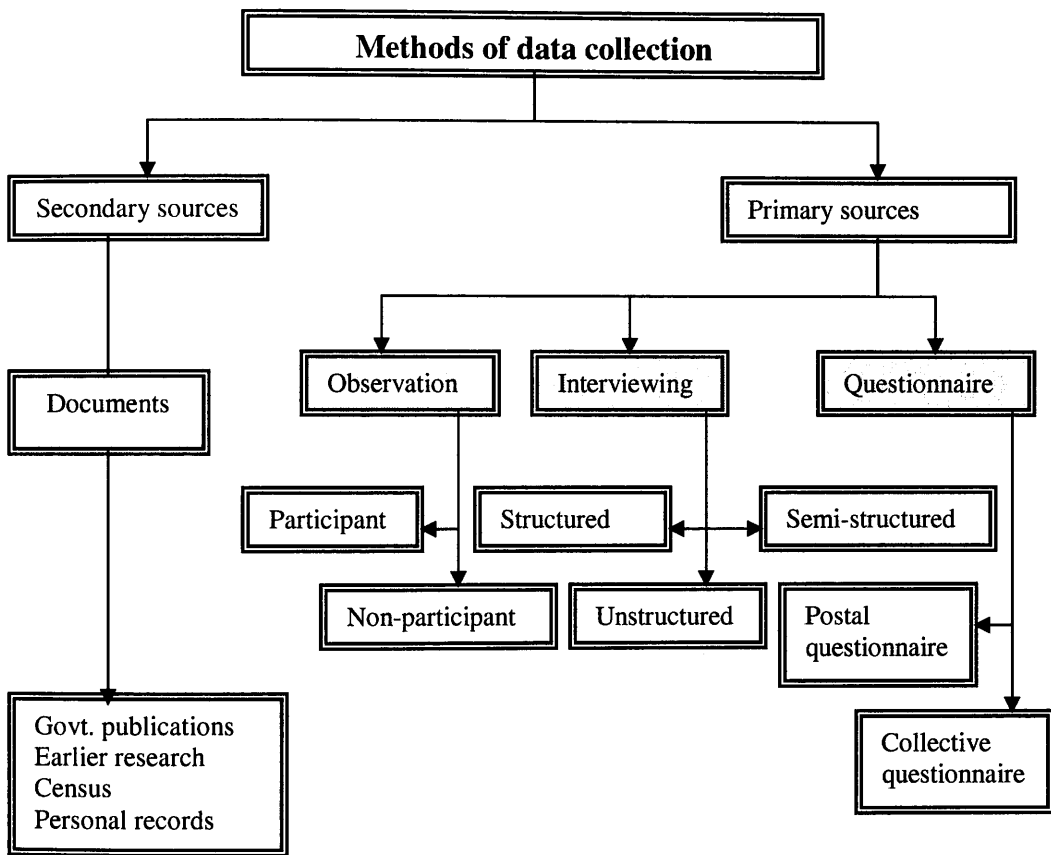 Methods of data collection
Secondary sources
Primary sources
Observation
Interviewing
Questionnaire
Documents
Participant
Structured
Semi-structured
Non-participant
Unstructured
Postal
questionnaire
Govt. publications
Earlier research
Census
Personal records
Collective
questionnaire